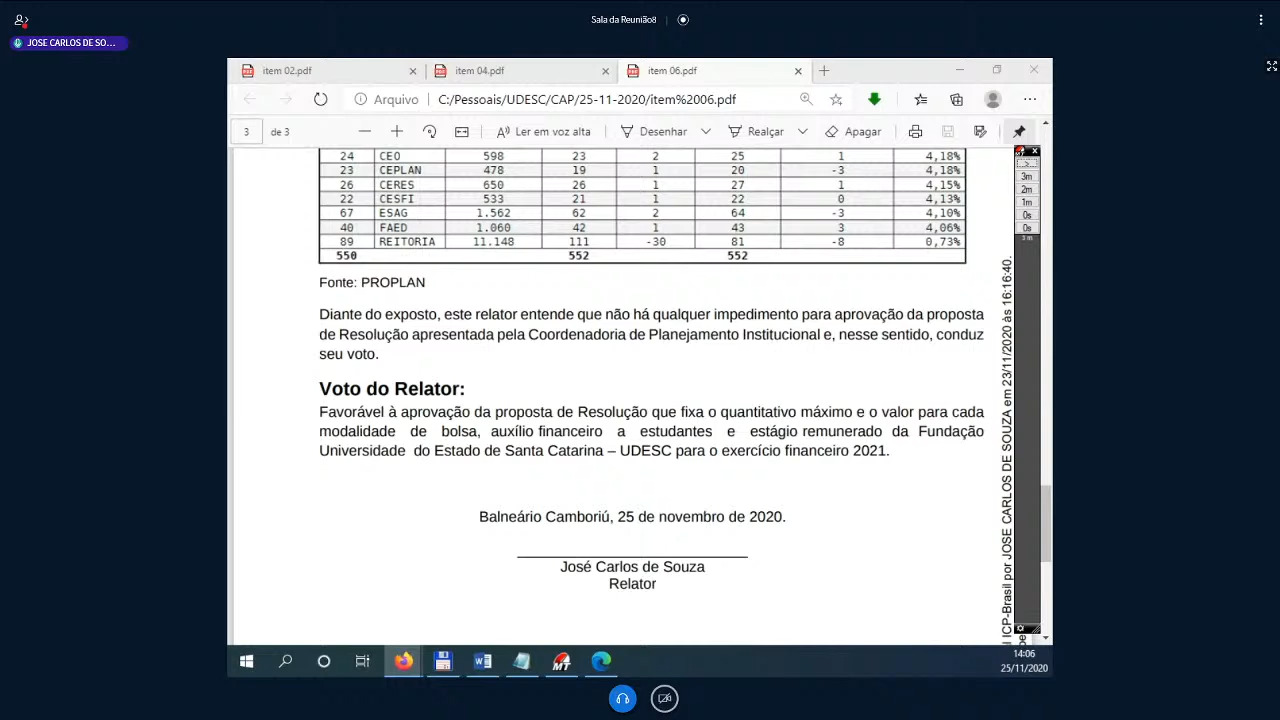 Sala da Reunião8
JOSE CARLOS DE SO...
item 02.pdf
item 04.pdf
item 06.pdf
Arquivo
C:/Pessoais/UDESC/CAP/25-11-2020/item%2006.pdf
3 de 3
Ler em voz alta
Desenhar
Realçar
Apagar
24 CEO 598 23 2 25 1 4,18%
23 CEPLAN 478 19 1 20 -3 4,18%
26 CERES 650 26 1 27 1 4,15%
22 CESFI 533 21 1 22 0 4,13%
67 ESAG 1.562 62 2 64 -3 4,10%
40 FAED 1.060 42 1 43 3 4,06%
89 REITORIA 11.148 111 -30 81 -8 0,73%
550 552 552
Fonte: PROPLAN
Diante do exposto, este relator entende que não há qualquer impedimento para aprovação da proposta
de Resolução apresentada pela Coordenadoria de Planejamento Institucional e, nesse sentido, conduz
seu voto.
Voto do Relator:
Favorável à aprovação da proposta de Resolução que fixa o quantitativo máximo e o valor para cada
modalidade de bolsa, auxílio financeiro a estudantes e estágio remunerado da Fundação
Universidade do Estado de Santa Catarina – UDESC para o exercício financeiro 2021.
Balneário Camboriú, 25 de novembro de 2020.
José Carlos de Souza
Relator
l ICP-Brasil por JOSE CARLOS DE SOUZA em 23/11/2020 às 16:16:40.
>
3m
2m
1m
0s
0s
3 m
14:06
25/11/2020